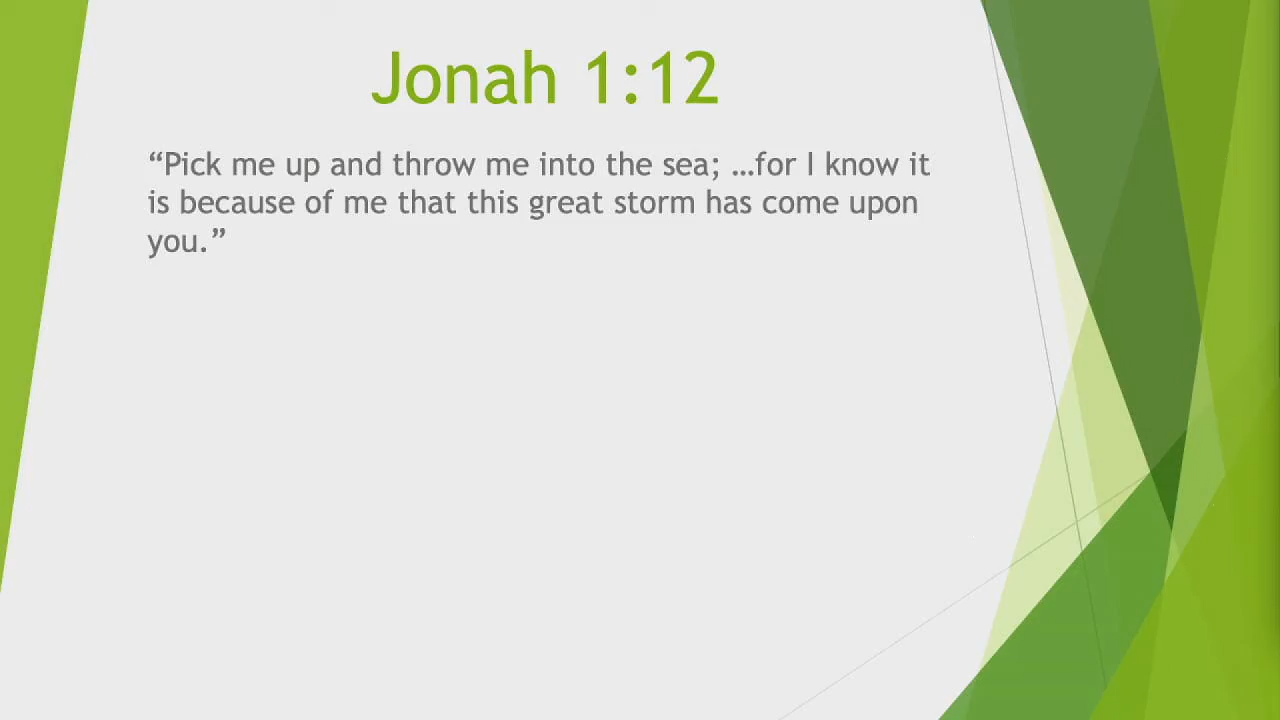 Jonah 1:12
“Pick me up and throw me into the sea; …for I know it
is because of me that this great storm has come upon
you.”